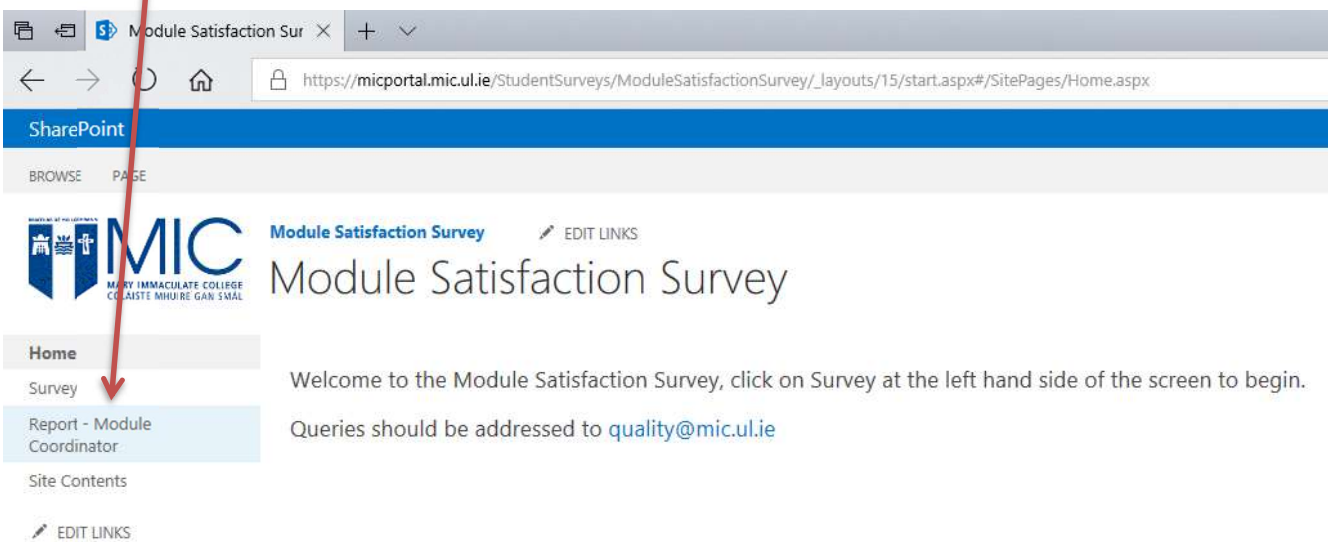 Module Satisfaction Sur
https://micportal.mic.ul.ie/StudentSurveys/ModuleSatisfactionSurvey/_layouts/15/start.aspx#/SitePages/Home.aspx
SharePoint
BROWSE PAGE
MIC
MARY IMMACULATE COLLEGE
COLÁISTE MHUIRE GAN SMÁL
Module Satisfaction Survey EDIT LINKS
Module Satisfaction Survey
Home
Survey
Report - Module
Coordinator
Site Contents
EDIT LINKS
Welcome to the Module Satisfaction Survey, click on Survey at the left hand side of the screen to begin.
Queries should be addressed to quality@mic.ul.ie